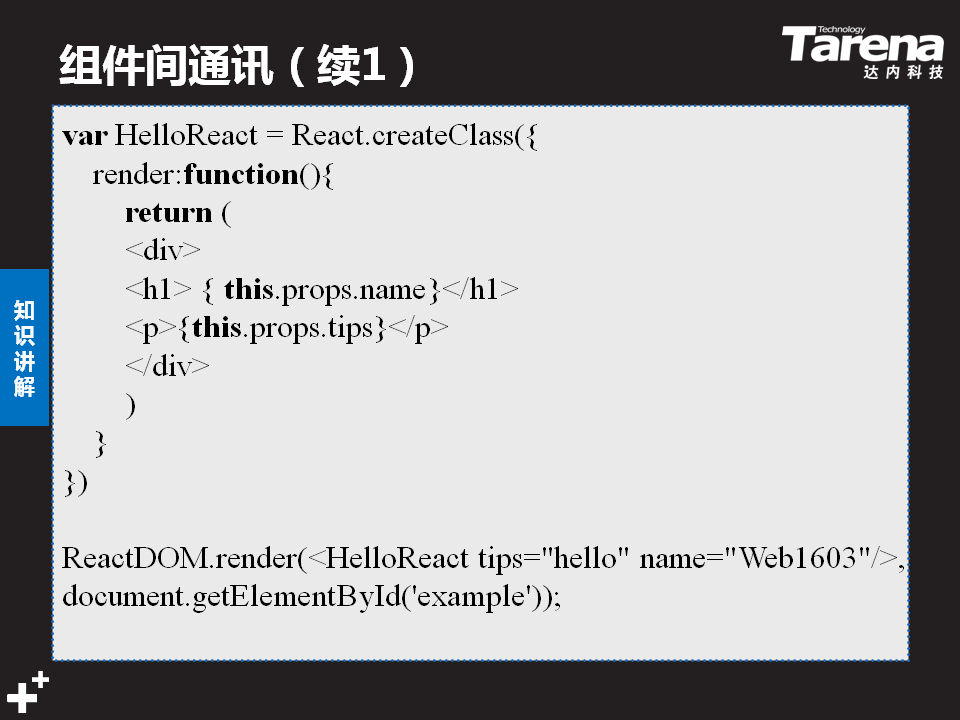 组件间通讯（续1）
Technology
Tarena
达内科技
var HelloReact = React.createClass({
render:function(){
return (
<div>
<h1> { this.props.name}</h1>
<p>{this.props.tips}</p>
</div>
)
}
})
ReactDOM.render(<HelloReact tips="hello" name="Web1603"/>,
document.getElementById('example'));
知识讲解